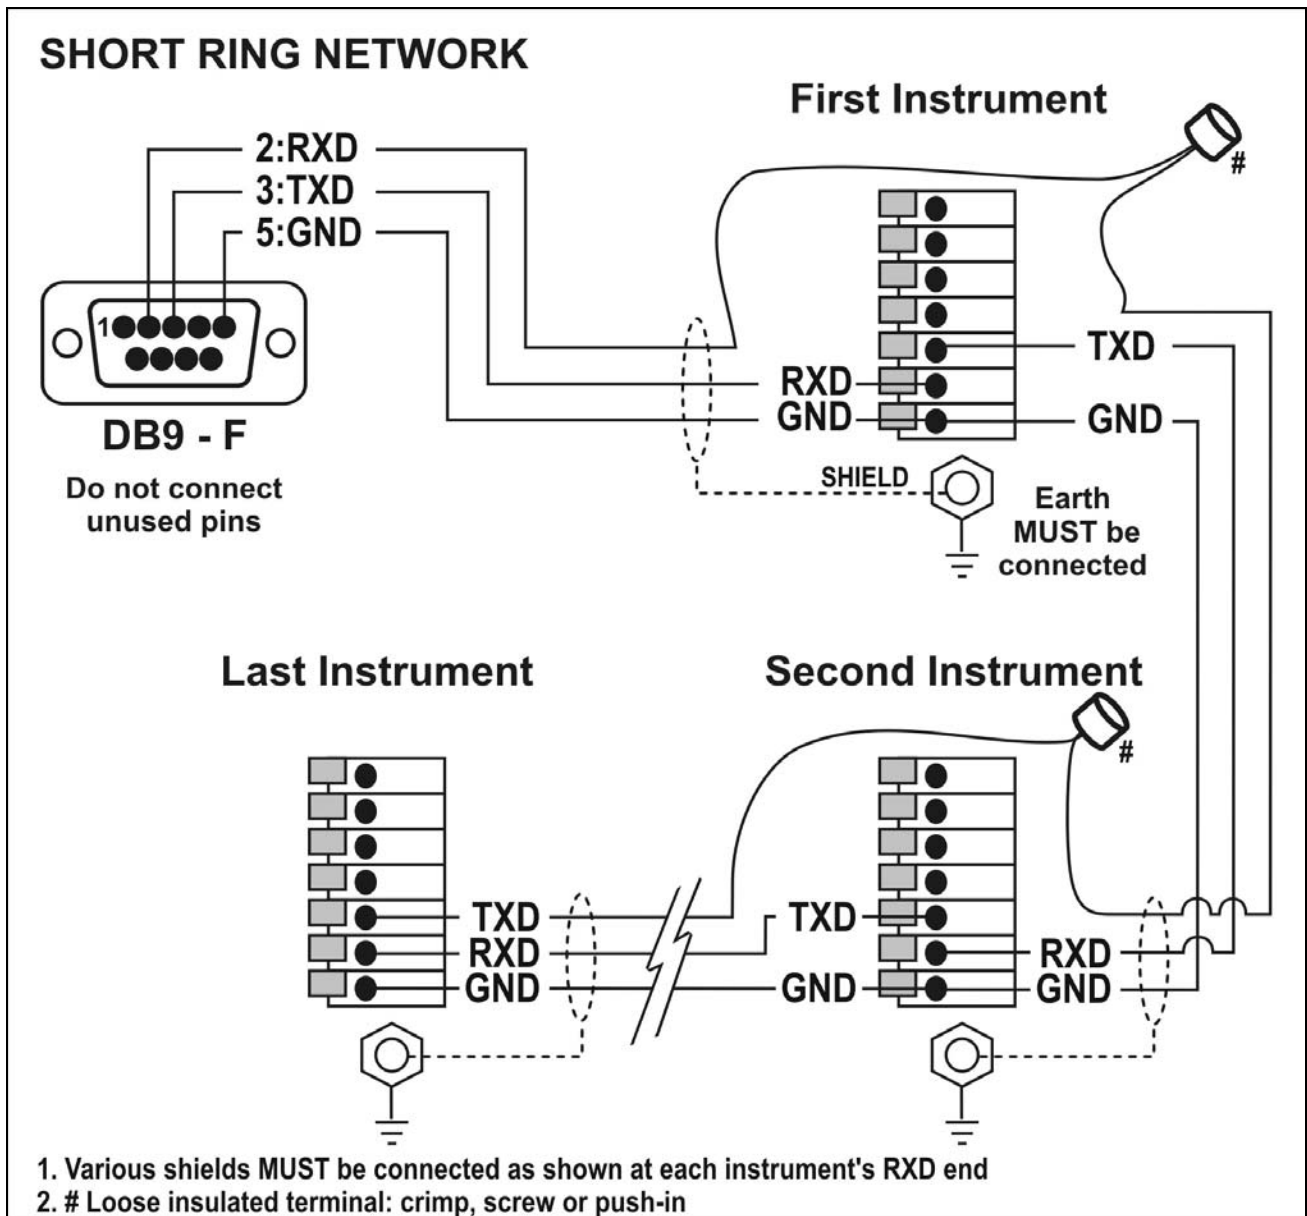 SHORT RING NETWORK
First Instrument
#
2:RXD
3:TXD
5:GND
1
DB9 - F
Do not connect
unused pins
TXD
RXD
GND
GND
SHIELD
Earth
MUST be
connected
Last Instrument
Second Instrument
#
TXD
RXD
GND
TXD
GND
RXD
GND
1. Various shields MUST be connected as shown at each instrument's RXD end
2. # Loose insulated terminal: crimp, screw or push-in